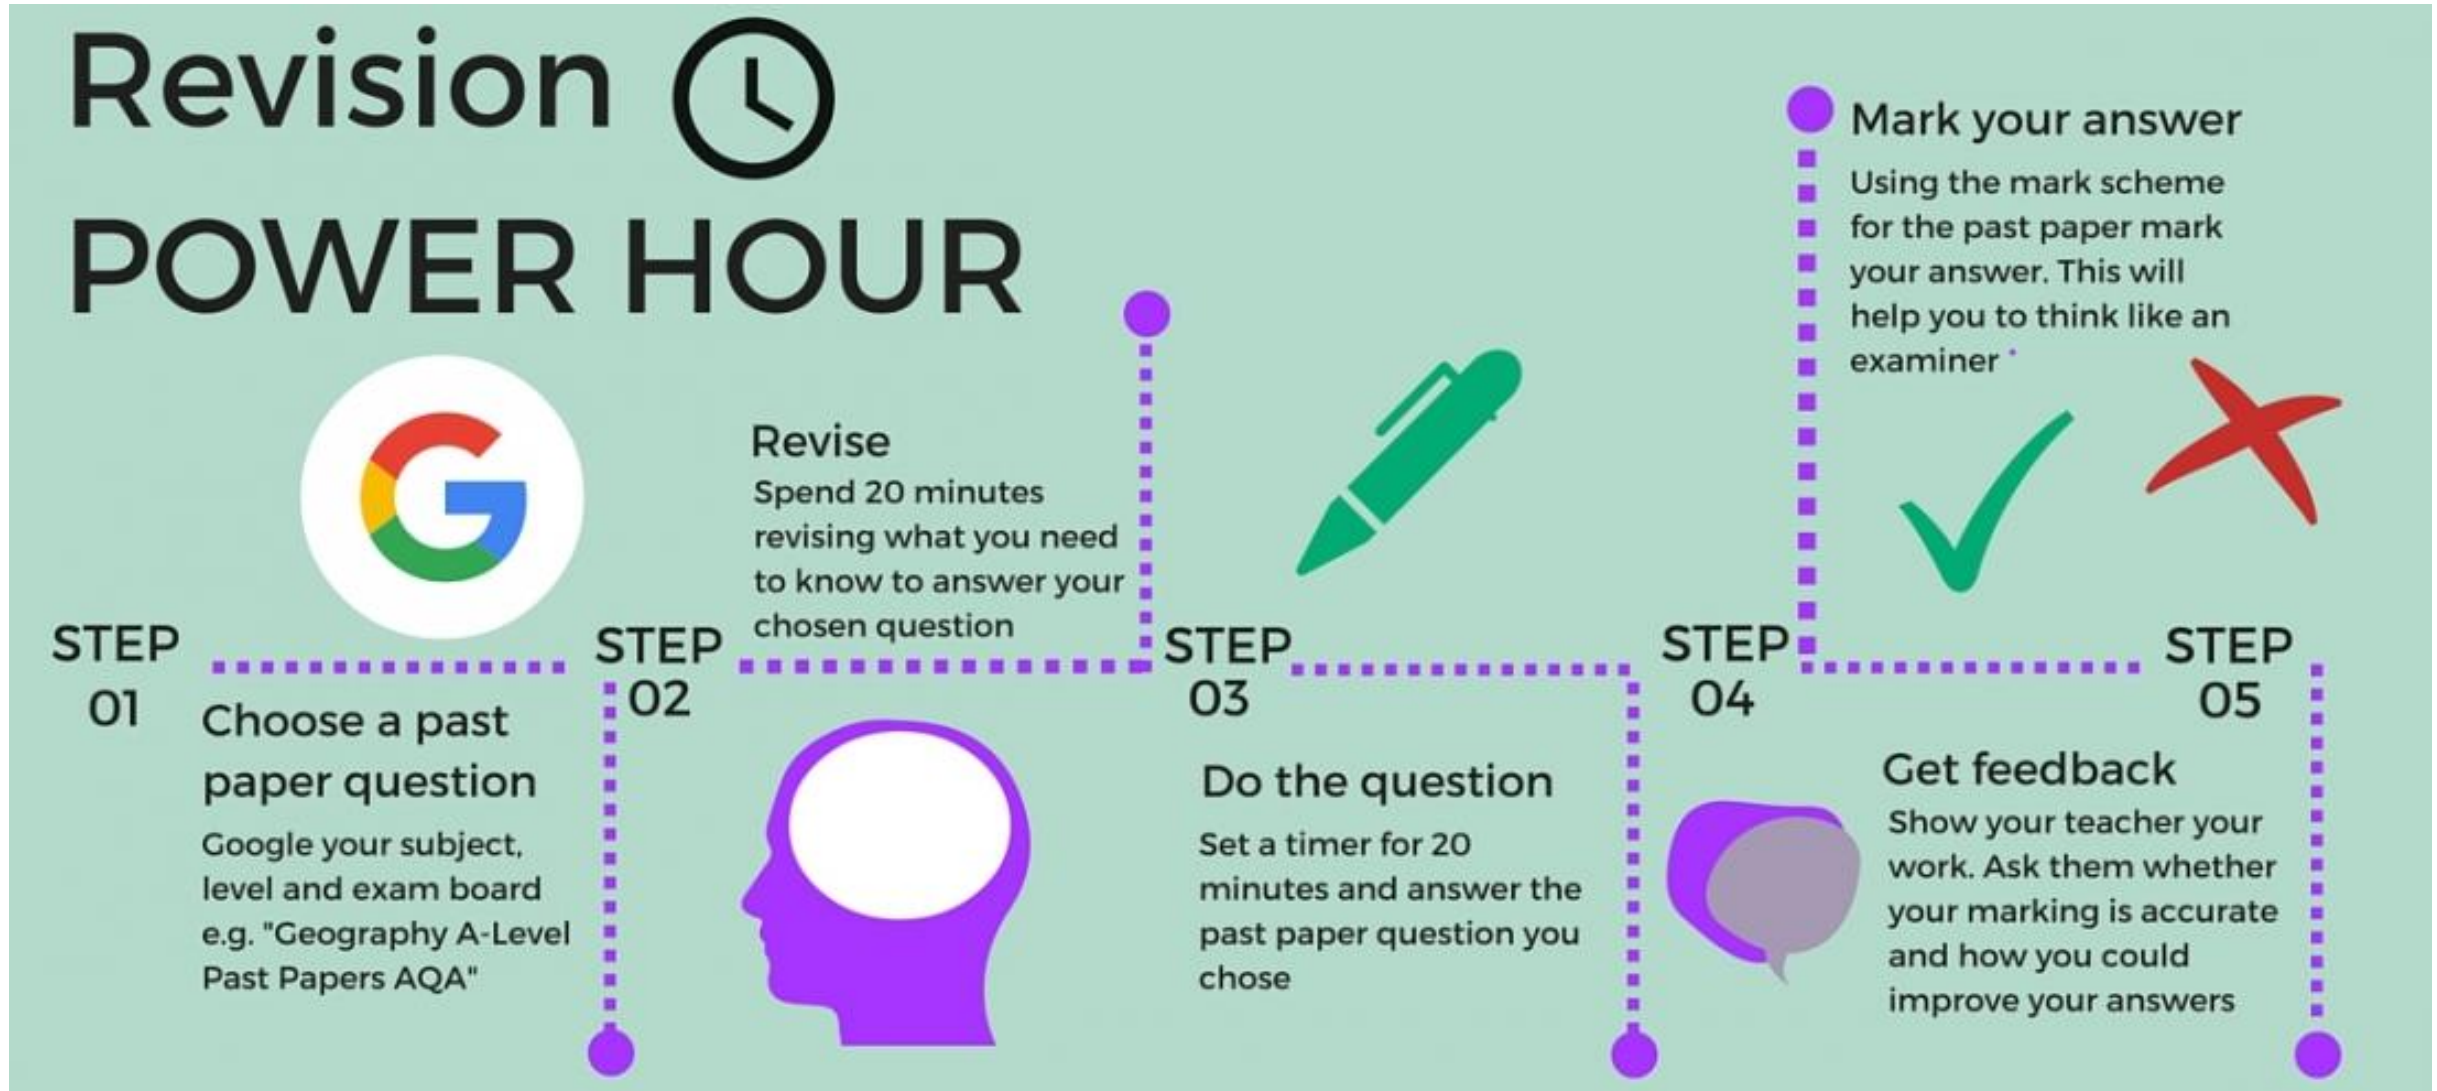 Revision
POWER HOUR
STEP
01
Choose a past
paper question
Google your subject,
level and exam board
e.g. "Geography A-Level
Past Papers AQA"
STEP
02
Revise
Spend 20 minutes
revising what you need
to know to answer your
chosen question
STEP
03
Do the question
Set a timer for 20
minutes and answer the
past paper question you
chose
STEP
04
Mark your answer
Using the mark scheme
for the past paper mark
your answer. This will
help you to think like an
examiner
STEP
05
Get feedback
Show your teacher your
work. Ask them whether
your marking is accurate
and how you could
improve your answers